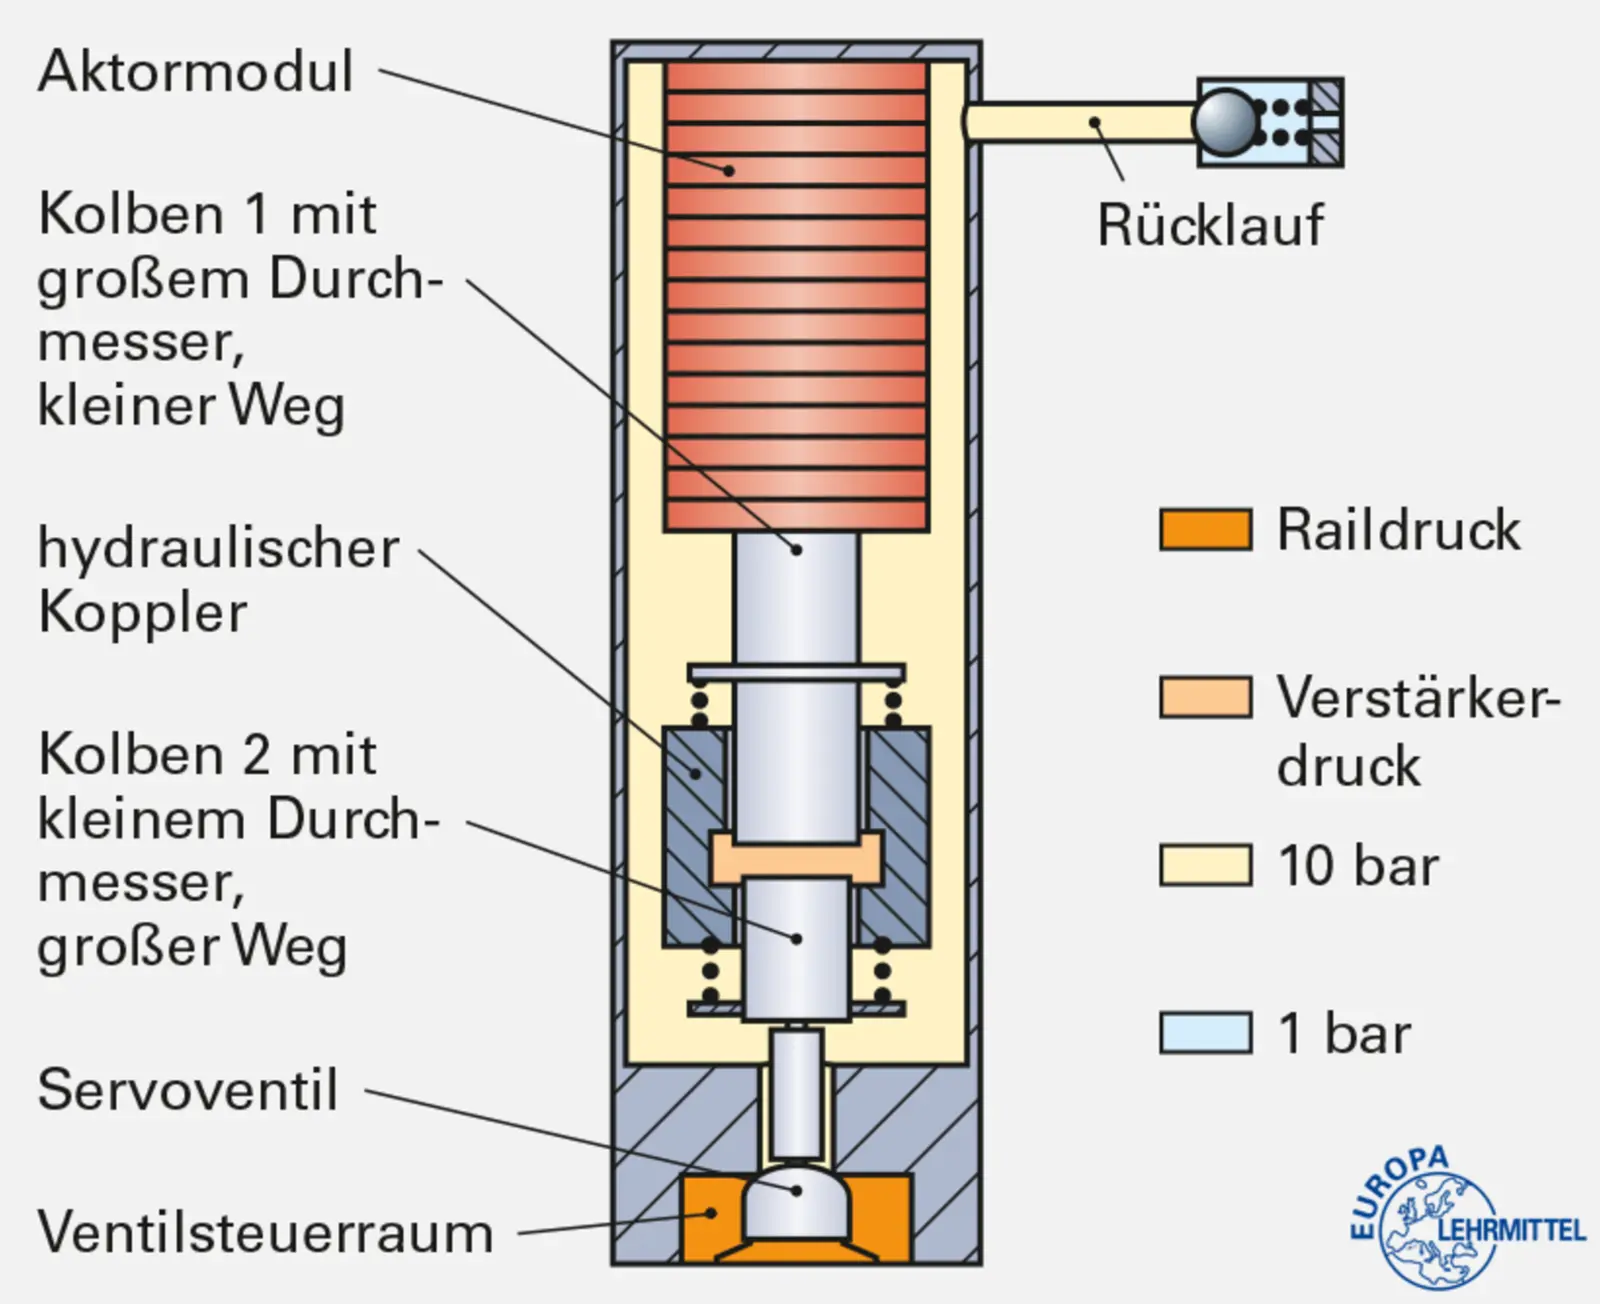 Aktormodul
Kolben 1 mit
großem Durch-
messer,
kleiner Weg
hydraulischer
Koppler
Kolben 2 mit
kleinem Durch-
messer,
großer Weg
Servoventil
Ventilsteuerraum
Rücklauf
Raildruck
Verstärker-
druck
10 bar
1 bar
EUROPA
LEHRMITTEL